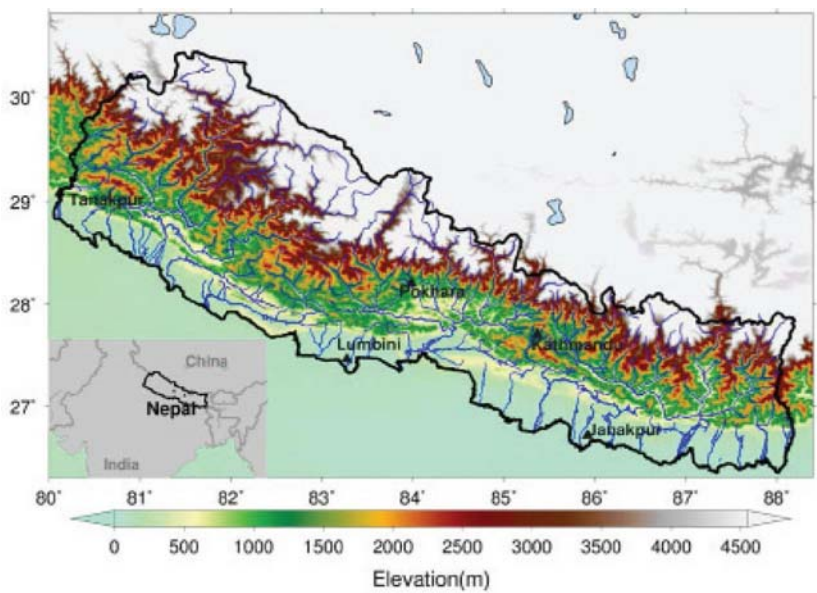 30°
29°
28°
27°
Tanakpur
Pokhara
Lumbini
Kathmandu
Janakpur
China
Nepal
India
80° 81° 82° 83° 84° 85° 86° 87° 88°
0 500 1000 1500 2000 2500 3000 3500 4000 4500
Elevation(m)